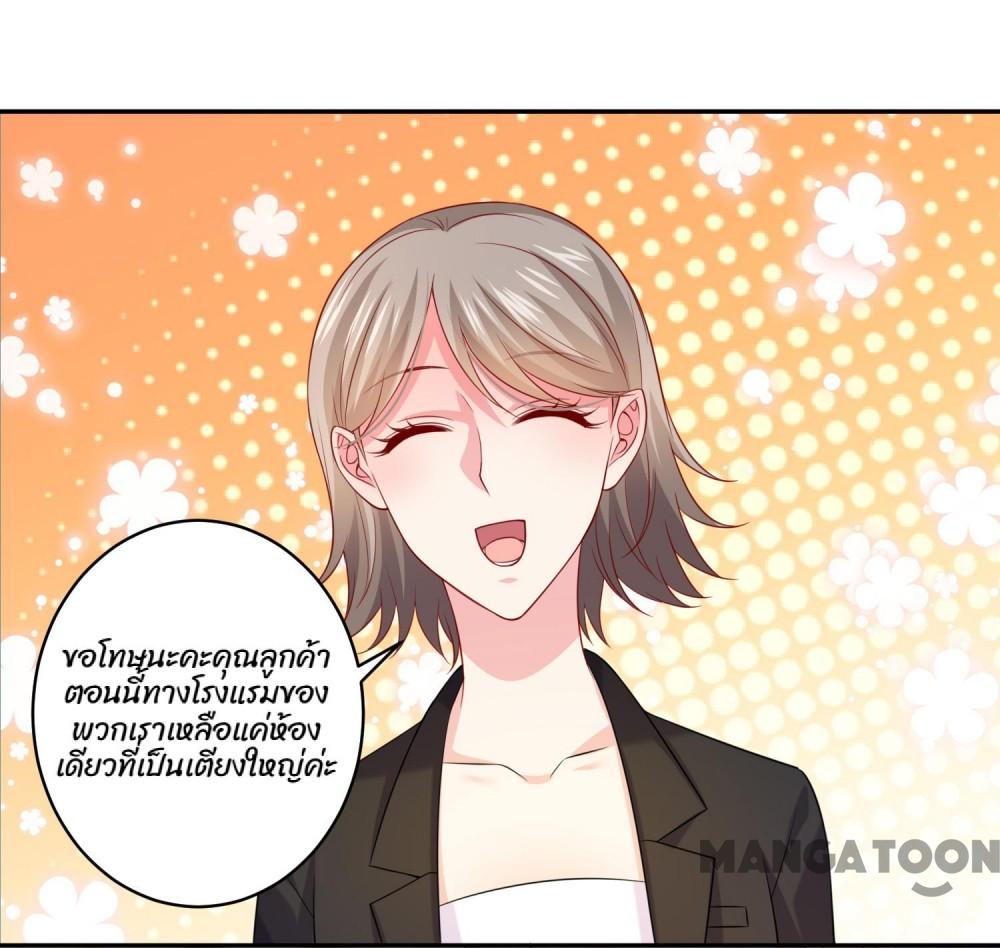 ขอโทษนะคะคุณลูกค้า
ตอนนี้ทางโรงแรมของ
พวกเราเหลือแค่ห้อง
เดียวที่เป็นเตียงใหญ่ค่ะ
MANGATOON